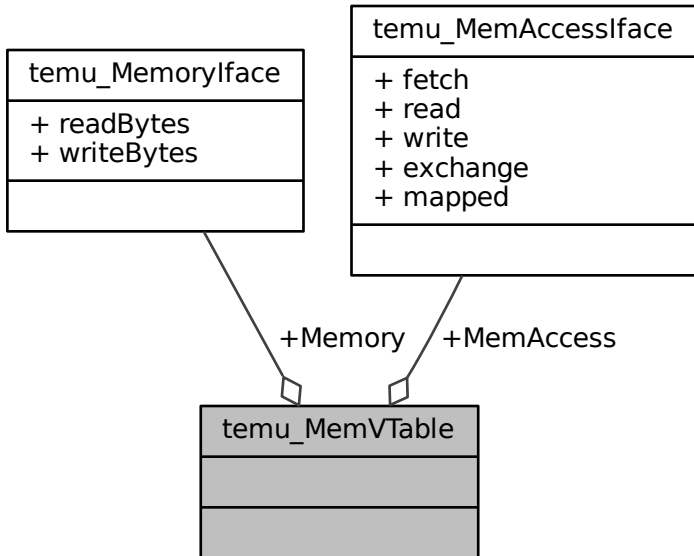 temu_MemoryIface
+ readBytes
+ writeBytes
temu_MemAccessIface
+ fetch
+ read
+ write
+ exchange
+ mapped
+Memory
+MemAccess
temu_MemVTable